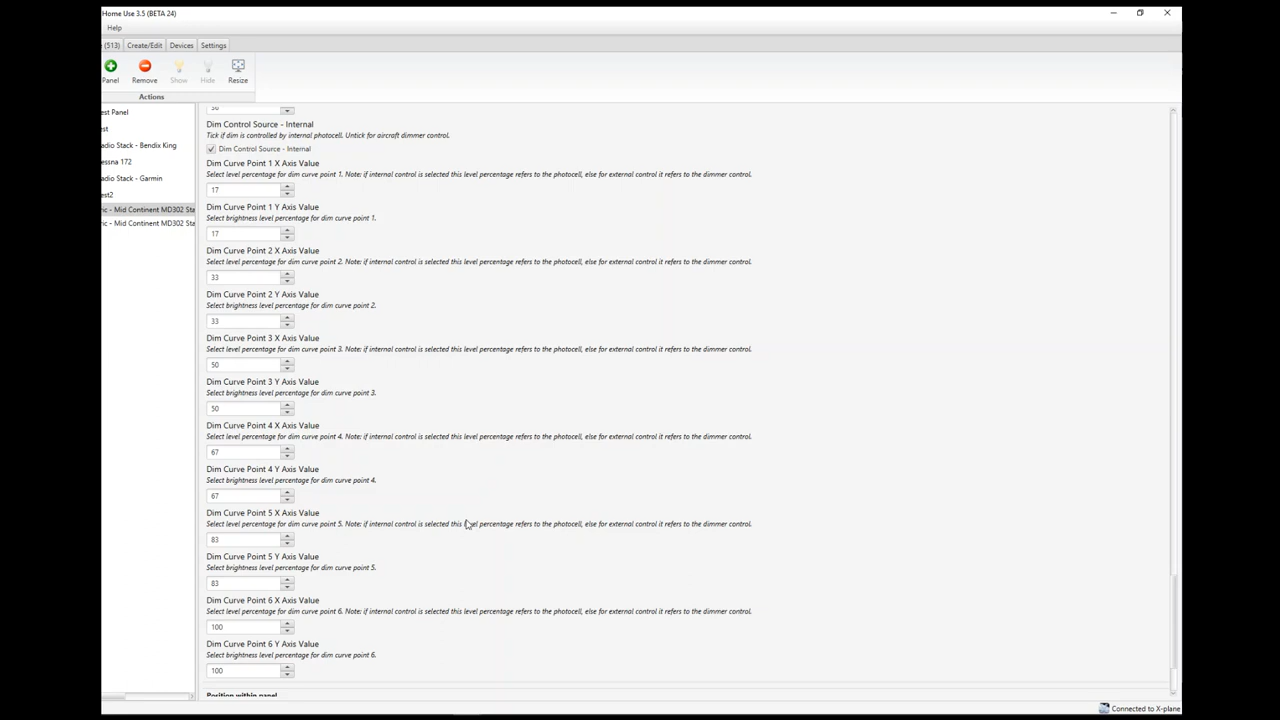 Home Use 3.5 (BETA 24)
Help
(513)
Create/Edit
Devices
Settings
Panel
Remove
Show
Hide
Resize
Actions
est Panel
est
adio Stack - Bendix King
essna 172
adio Stack - Garmin
est2
ric - Mid Continent MD302 Sta
ric - Mid Continent MD302 Sta
Dim Control Source - Internal
Tick if dim is controlled by internal photocell. Untick for aircraft dimmer control.
Dim Control Source - Internal
Dim Curve Point 1 X Axis Value
Select level percentage for dim curve point 1. Note: if internal control is selected this level percentage refers to the photocell, else for external control it refers to the dimmer control.
17
Dim Curve Point 1 Y Axis Value
Select brightness level percentage for dim curve point 1.
17
Dim Curve Point 2 X Axis Value
Select level percentage for dim curve point 2. Note: if internal control is selected this level percentage refers to the photocell, else for external control it refers to the dimmer control.
33
Dim Curve Point 2 Y Axis Value
Select brightness level percentage for dim curve point 2.
33
Dim Curve Point 3 X Axis Value
Select level percentage for dim curve point 3. Note: if internal control is selected this level percentage refers to the photocell, else for external control it refers to the dimmer control.
50
Dim Curve Point 3 Y Axis Value
Select brightness level percentage for dim curve point 3.
50
Dim Curve Point 4 X Axis Value
Select level percentage for dim curve point 4. Note: if internal control is selected this level percentage refers to the photocell, else for external control it refers to the dimmer control.
67
Dim Curve Point 4 Y Axis Value
Select brightness level percentage for dim curve point 4.
67
Dim Curve Point 5 X Axis Value
Select level percentage for dim curve point 5. Note: if internal control is selected this level percentage refers to the photocell, else for external control it refers to the dimmer control.
83
Dim Curve Point 5 Y Axis Value
Select brightness level percentage for dim curve point 5.
83
Dim Curve Point 6 X Axis Value
Select level percentage for dim curve point 6. Note: if internal control is selected this level percentage refers to the photocell, else for external control it refers to the dimmer control.
100
Dim Curve Point 6 Y Axis Value
Select brightness level percentage for dim curve point 6.
100
Position within panel
Connected to X-plane